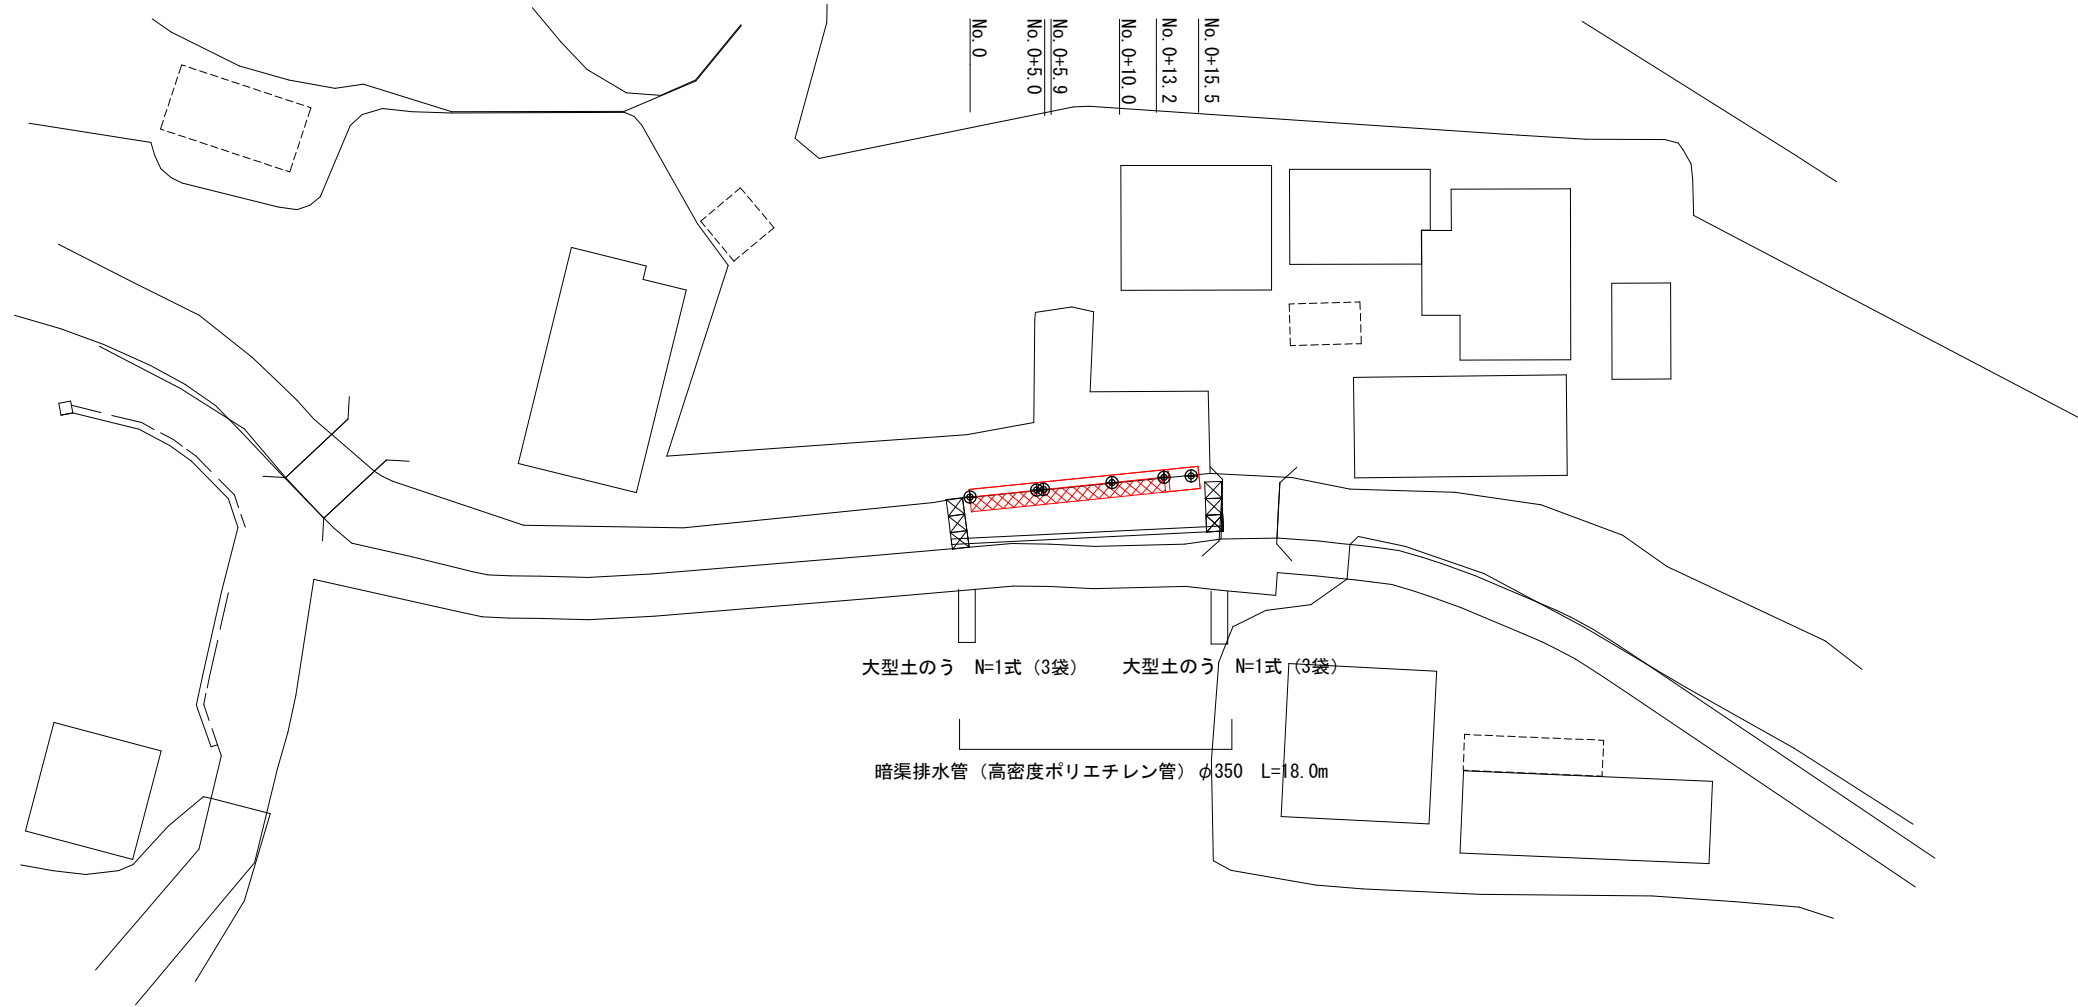 No.0
No.0+5.0
No.0+5.9
No.0+10.0
No.0+13.2
No.0+15.5
大型土のう　N=1式（3袋）
大型土のう　N=1式（3袋）
暗渠排水管（高密度ポリエチレン管）φ350　L=18.0m